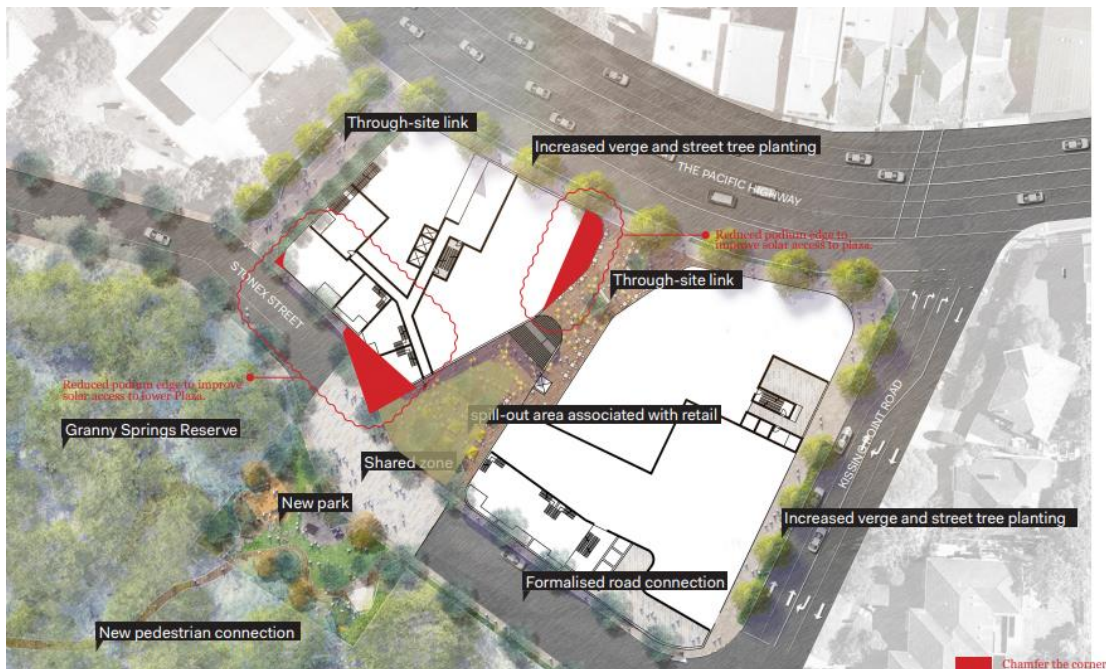 Through-site link
Increased verge and street tree planting
THE PACIFIC HIGHWAY
Reduced podium edge to
improve solar access to plaza.
Through-site link
STONEX STREET
Reduced podium edge to improve
solar access to lower Plaza.
spill-out area associated with retail
Granny Springs Reserve
KISSING POINT ROAD
Shared zone
New park
Increased verge and street tree planting
Formalised road connection
New pedestrian connection
Chamfer the corner